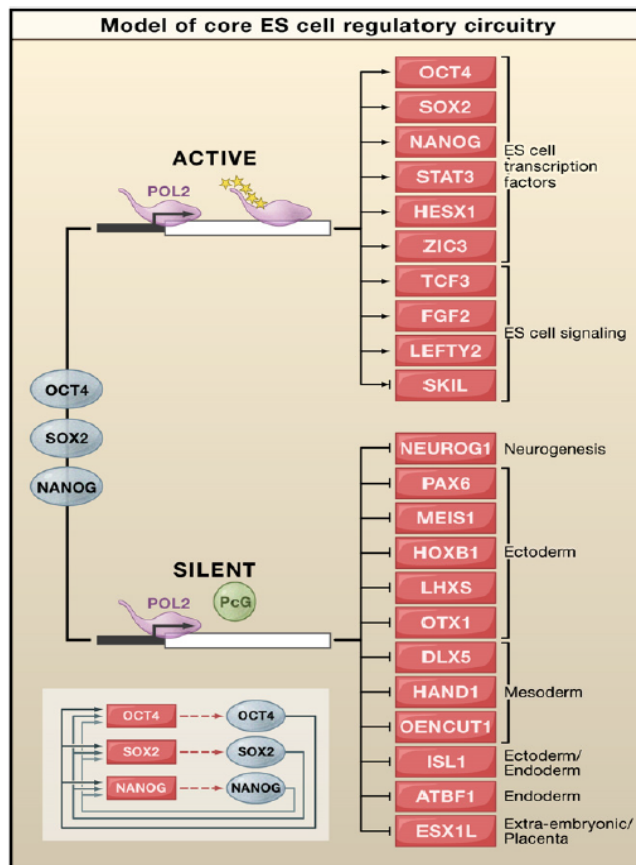 Model of core ES cell regulatory circuitry
ACTIVE
POL2
OCT4
SOX2
NANOG
STAT3
HESX1
ZIC3
ES cell
transcription
factors
TCF3
FGF2
LEFTY2
SKIL
ES cell signaling
OCT4
SOX2
NANOG
SILENT
POL2
PcG
NEUROG1 Neurogenesis
PAX6
MEIS1
HOXB1
LHXS
OTX1
Ectoderm
DLX5
HAND1
OENCUT1
Mesoderm
ISL1 Ectoderm/
Endoderm
ATBF1 Endoderm
ESX1L Extra-embryonic/
Placenta
OCT4 OCT4
SOX2 SOX2
NANOG NANOG